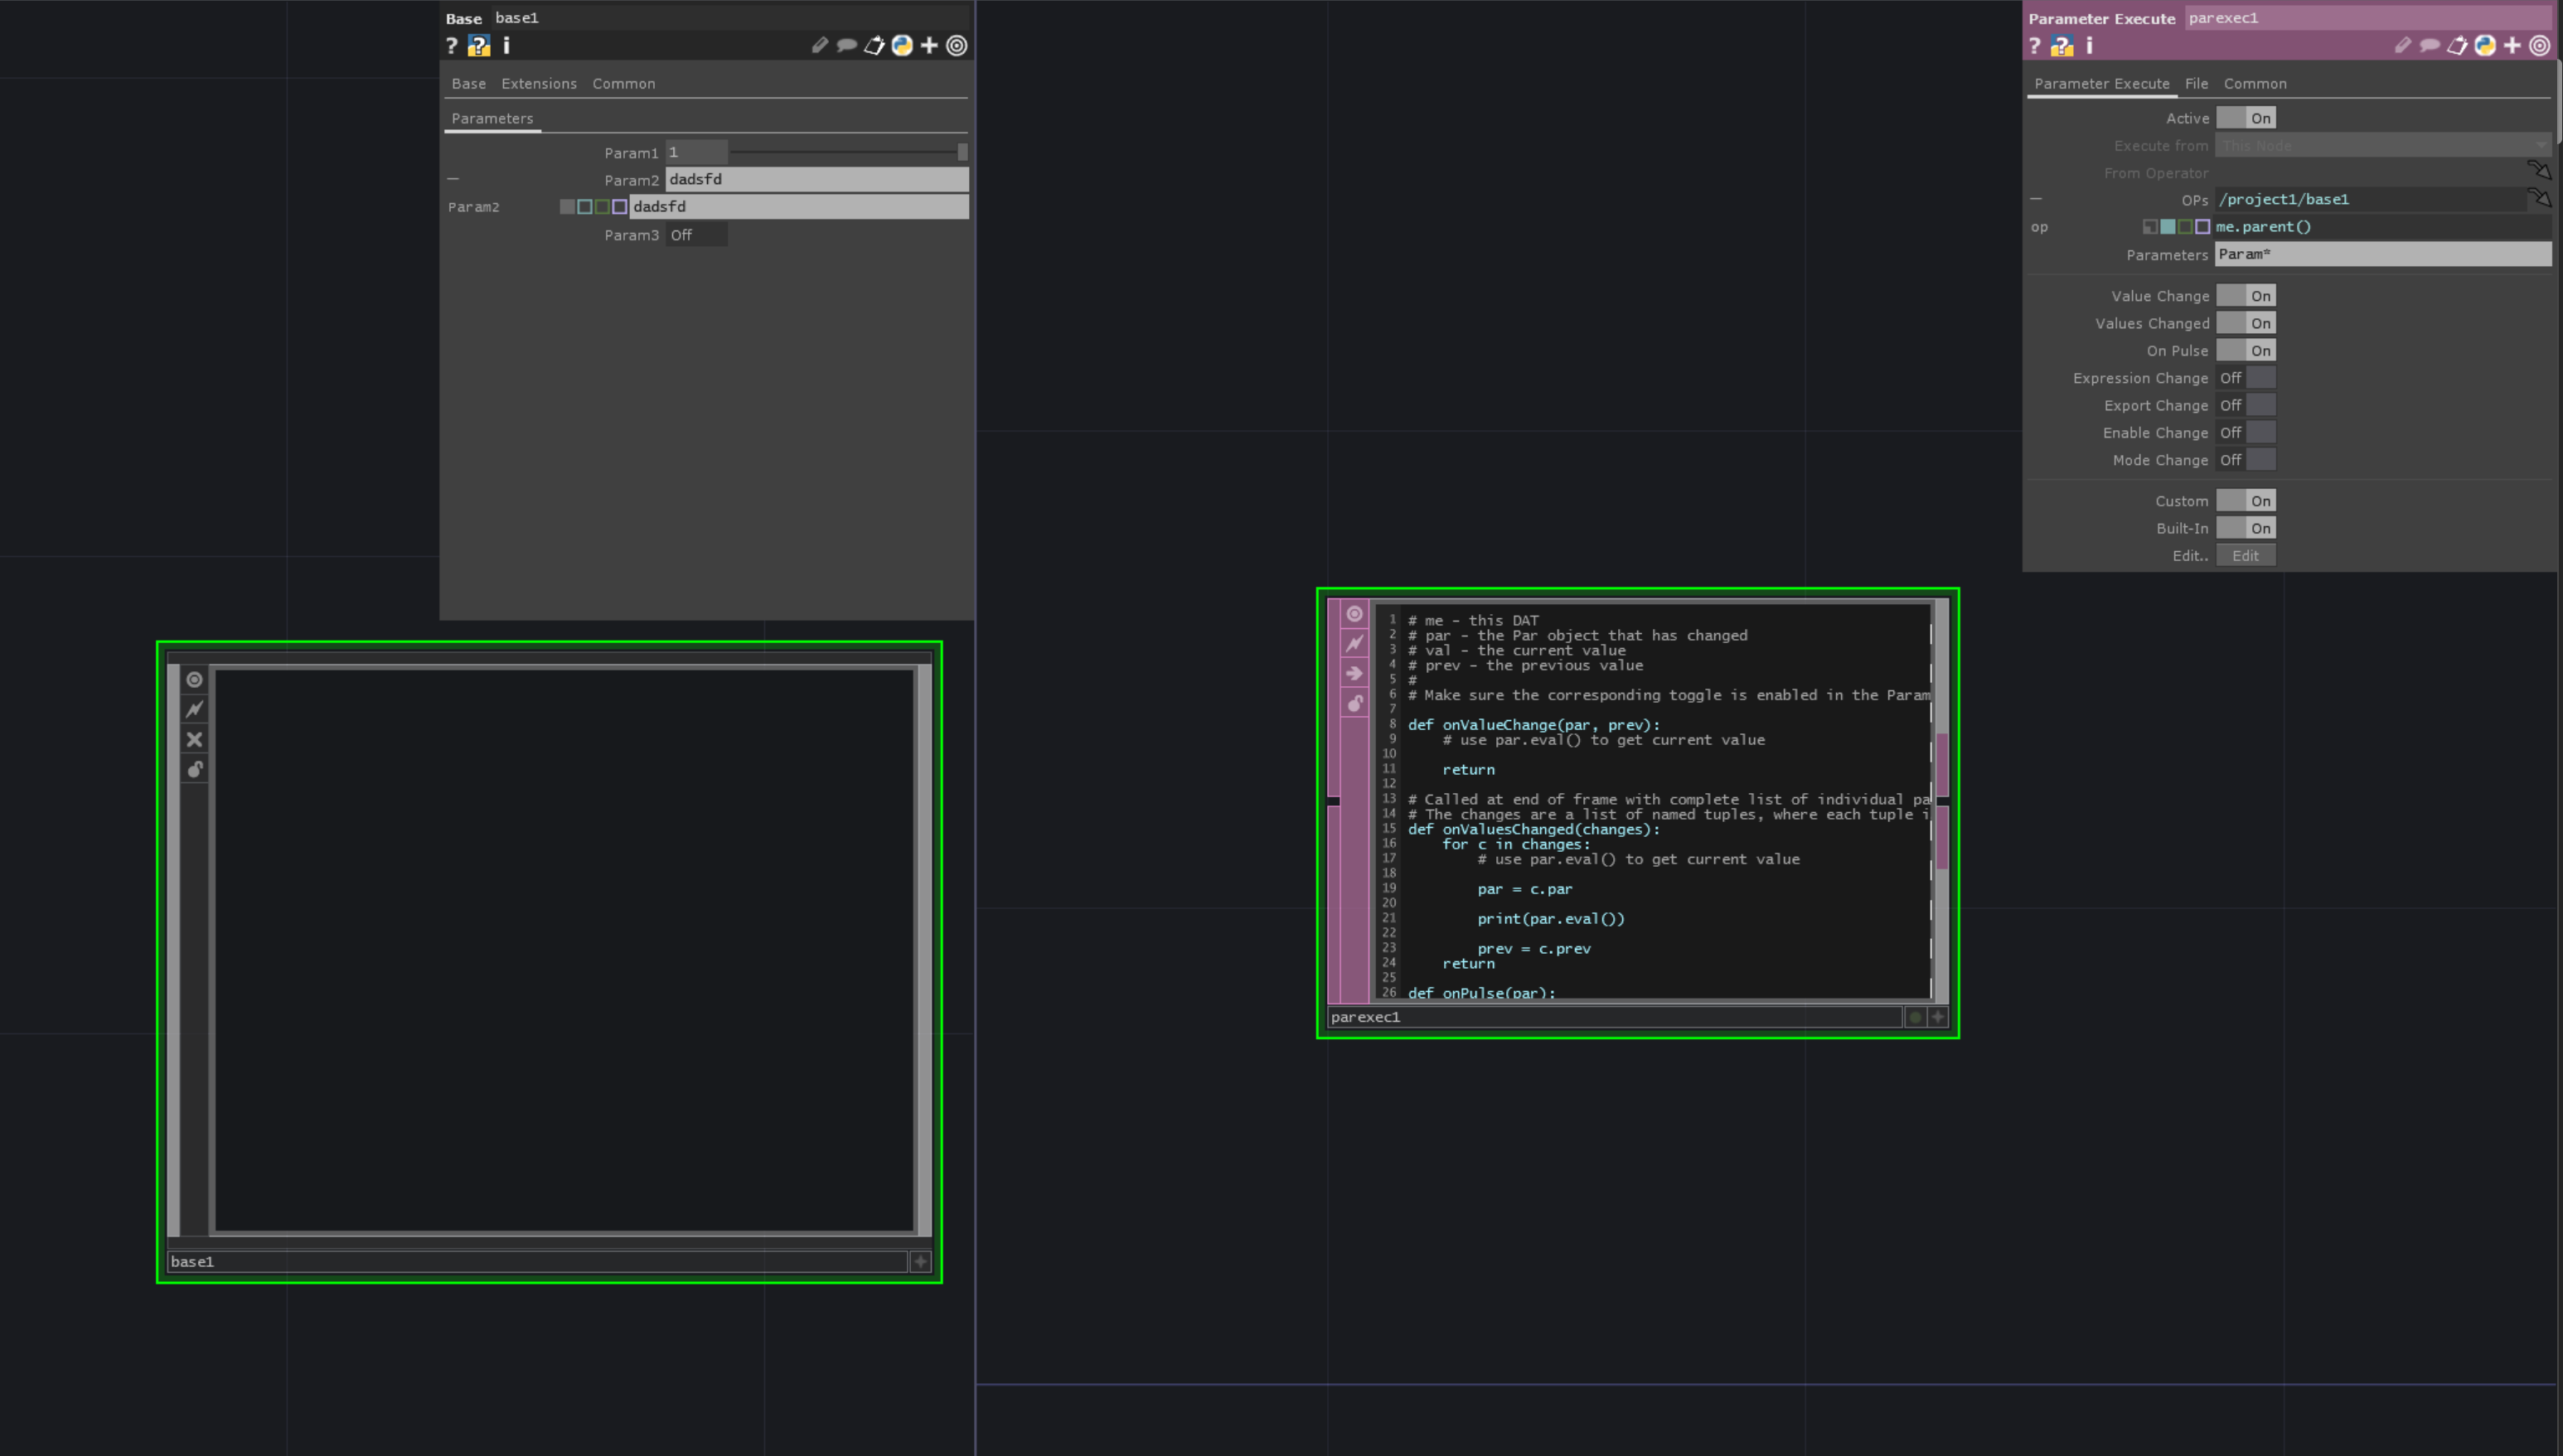 Base base1
? ? i
Base Extensions Common
Parameters
Param1 1
Param2 dadsfd
Param2 dadsfd
Param3 Off
base1
Parameter Execute parexec1
? ? i
Parameter Execute File Common
Active On
Execute from This Node
From Operator
OPs /project1/base1
op me.parent()
Parameters Param*
Value Change On
Values Changed On
On Pulse On
Expression Change Off
Export Change Off
Enable Change Off
Mode Change Off
Custom On
Built-In On
Edit.. Edit
1 # me - this DAT
2 # par - the Par object that has changed
3 # val - the current value
4 # prev - the previous value
5 #
6 # Make sure the corresponding toggle is enabled in the Param
7
8 def onValueChange(par, prev):
9 # use par.eval() to get current value
10
11 return
12
13 # Called at end of frame with complete list of individual pa
14 # The changes are a list of named tuples, where each tuple i
15 def onValuesChanged(changes):
16 for c in changes:
17 # use par.eval() to get current value
18
19 par = c.par
20
21 print(par.eval())
22
23 prev = c.prev
24 return
25
26 def onPulse(par):
parexec1